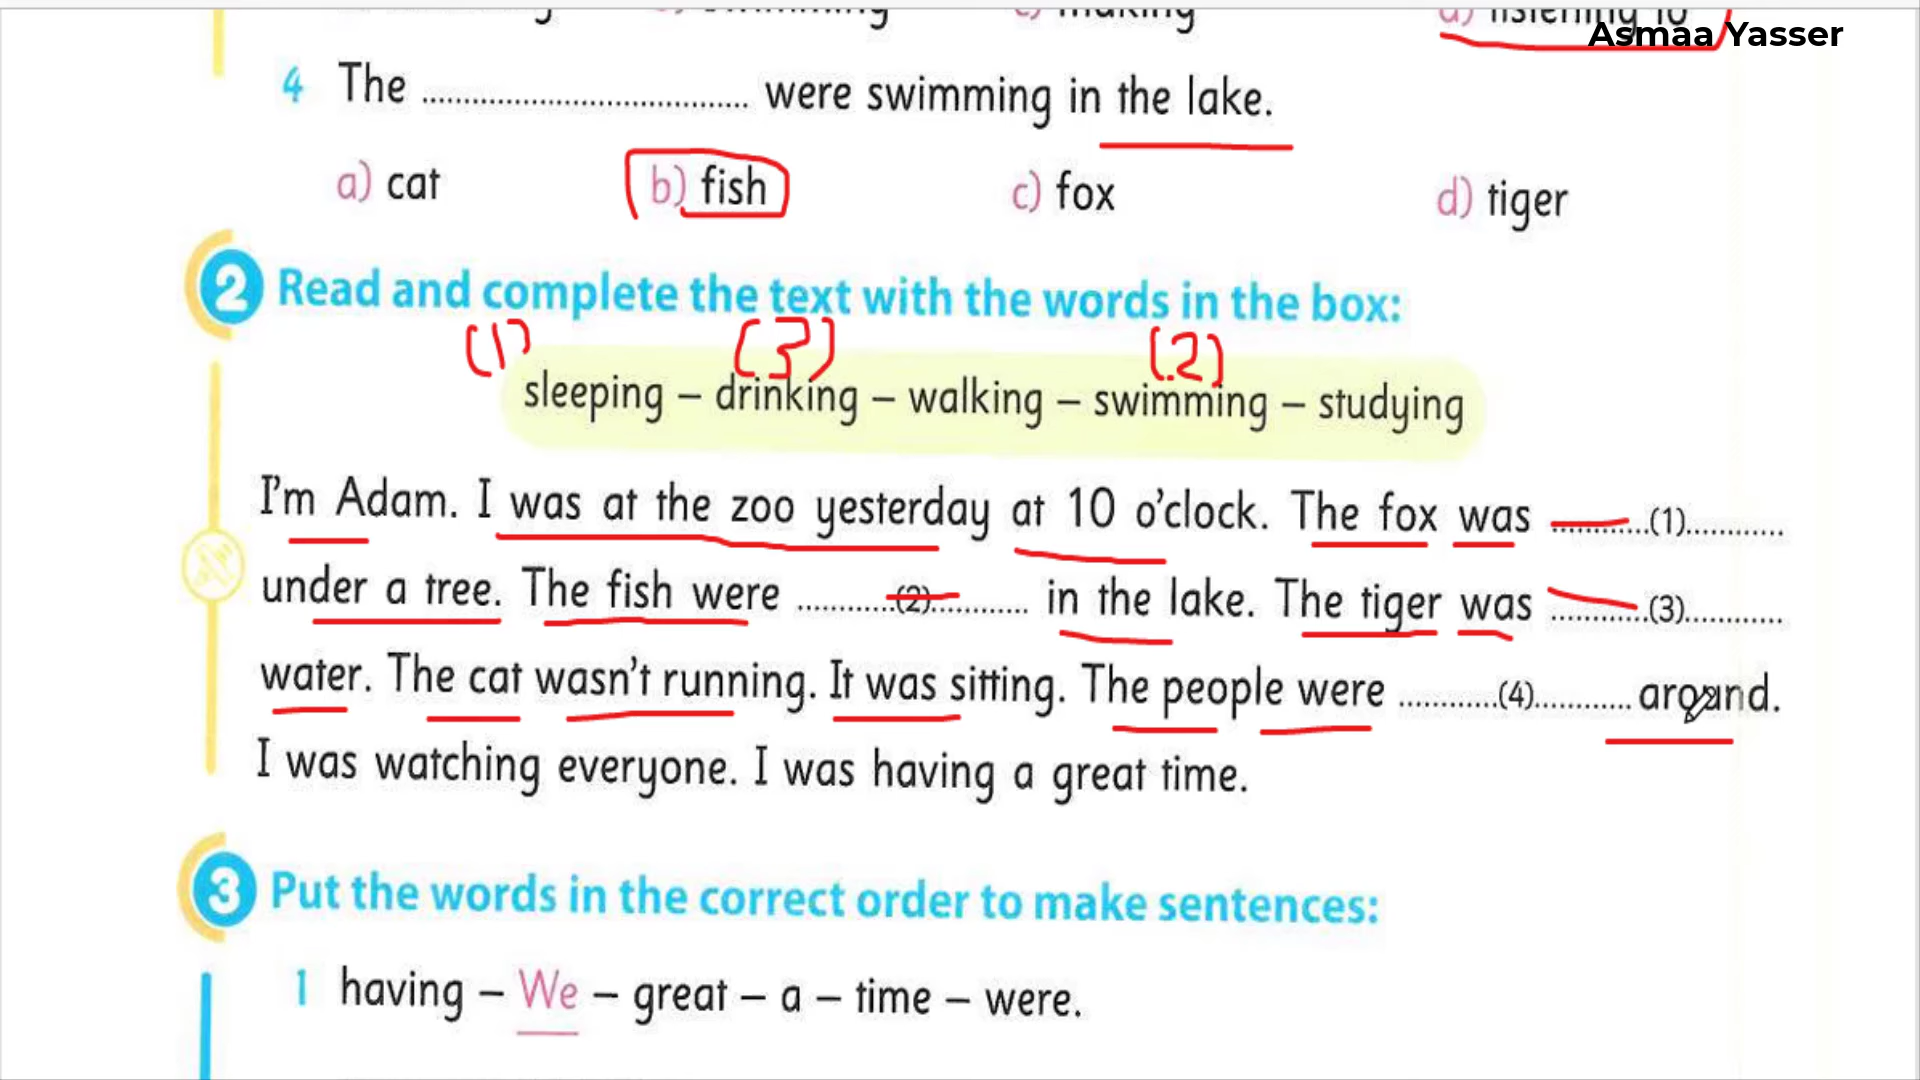 d) listening to
Asmaa Yasser
4 The .................... were swimming in the lake.
a) cat b) fish c) fox d) tiger
2 Read and complete the text with the words in the box:
(1) (3) (2)
sleeping – drinking – walking – swimming – studying
I'm Adam. I was at the zoo yesterday at 10 o'clock. The fox was ............(1)............
under a tree. The fish were ............(2)............ in the lake. The tiger was ............(3)............
water. The cat wasn't running. It was sitting. The people were ............(4)............ around.
I was watching everyone. I was having a great time.
3 Put the words in the correct order to make sentences:
1 having – We – great – a – time – were.